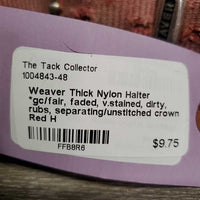 The Tack Collector
1004843-48
Weaver Thick Nylon Halter
*gc/fair, faded, v.stained, dirty,
rubs, separating/unstitched crown
Red H
$9.75
FFB8R6